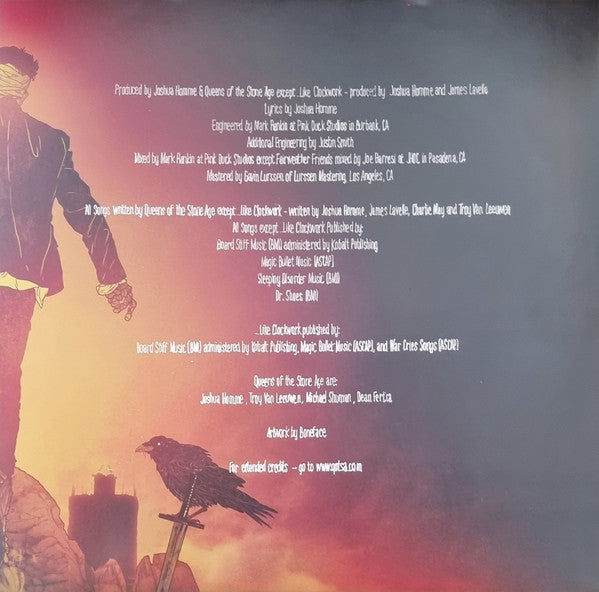 Produced by Joshua Homme & Queens of the Stone Age except ...Like Clockwork - produced by Joshua Homme and James Lavelle
Lyrics by Joshua Homme
Engineered by Mark Rankin at Pink Duck Studios in Burbank, CA
Additional Engineering by Justin Smith
Mixed by Mark Rankin at Pink Duck Studios except Fairweather Friends mixed by Joe Barresi at JHOC in Pasadena, CA
Mastered by Gavin Lurssen of Lurssen Mastering, Los Angeles, CA
All Songs written by Queens of the Stone Age except ...Like Clockwork - written by Joshua Homme, James Lavelle, Charlie May and Troy Van Leeuwen
All Songs except ...Like Clockwork Published by:
Board Stiff Music (BMI) administered by Kobalt Publishing
Magic Bullet Music (ASCAP)
Sleeping Disorder Music (BMI)
Dr. Shoes (BMI)
...Like Clockwork published by:
Board Stiff Music (BMI) administered by Kobalt Publishing, Magic Bullet Music (ASCAP), and War Cries Songs (ASCAP)
Queens of the Stone Age are:
Joshua Homme , Troy Van Leeuwen , Michael Shuman , Dean Fertita
Artwork by Boneface
For extended credits - go to www.qotsa.com